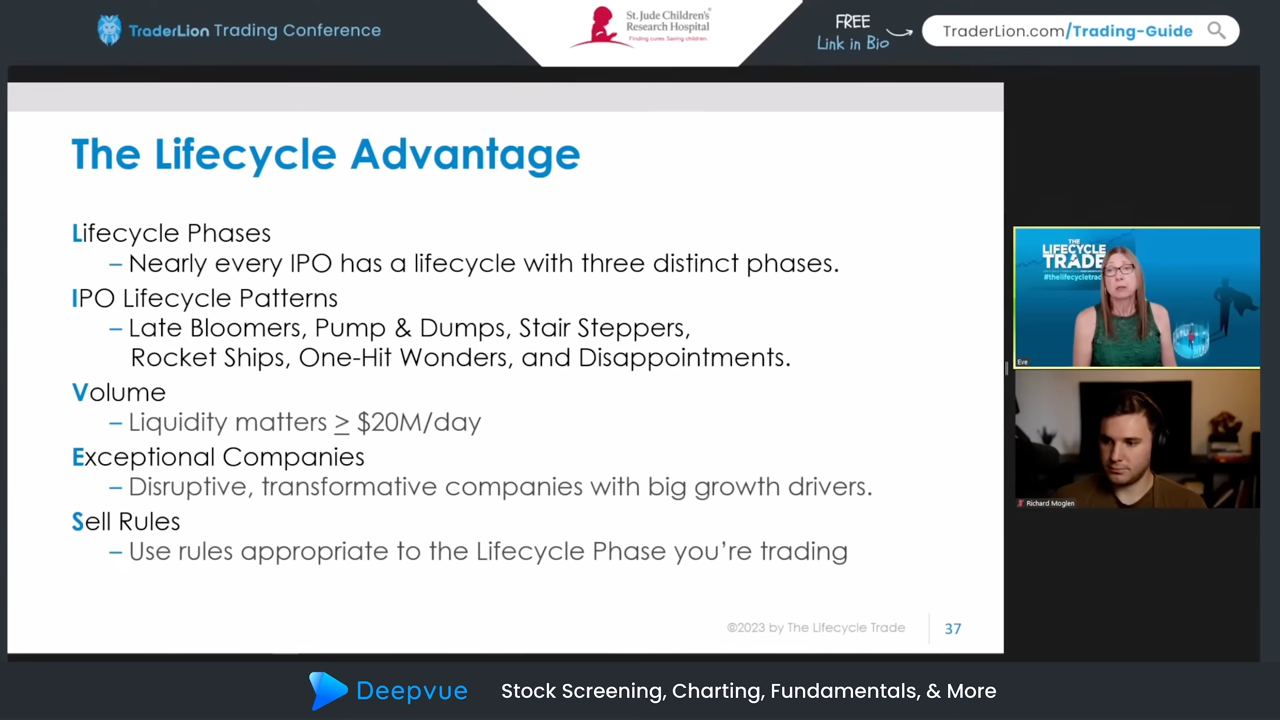 TraderLion Trading Conference
St. Jude Children's
Research Hospital
Finding cures. Saving children.
FREE
Link in Bio
TraderLion.com/Trading-Guide
The Lifecycle Advantage
Lifecycle Phases
– Nearly every IPO has a lifecycle with three distinct phases.
IPO Lifecycle Patterns
– Late Bloomers, Pump & Dumps, Stair Steppers,
Rocket Ships, One-Hit Wonders, and Disappointments.
Volume
– Liquidity matters ≥ $20M/day
Exceptional Companies
– Disruptive, transformative companies with big growth drivers.
Sell Rules
– Use rules appropriate to the Lifecycle Phase you're trading
©2023 by The Lifecycle Trade
37
THE
LIFECYCLE
TRADE
#thelifecycletrad
Eve
Richard Moglen
Deepvue
Stock Screening, Charting, Fundamentals, & More